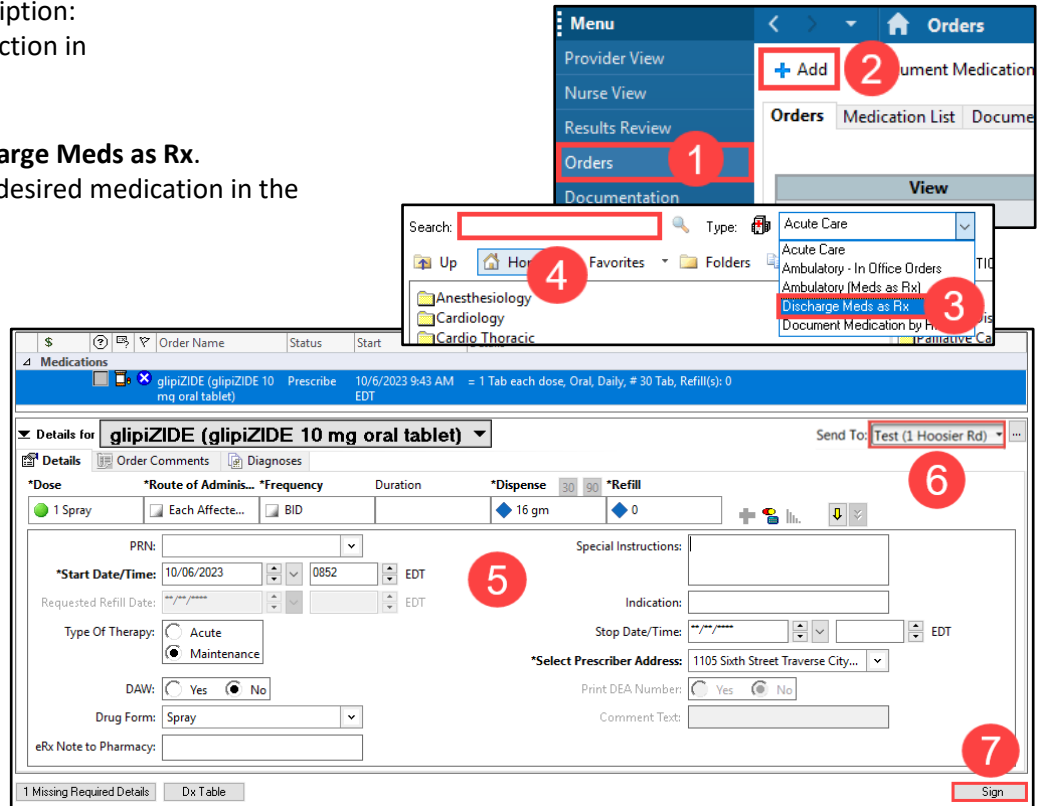 iption:
ction in
arge Meds as Rx.
desired medication in the
Menu
Provider View
Nurse View
Results Review
Orders
1
Documentation
Orders
+ Add
2
ument Medication
Orders Medication List Docume
View
Search:
Type:
Acute Care
Up
Ho
4
Favorites
Folders
Acute Care
Ambulatory - In Office Orders
Ambulatory (Meds as Rx)
Discharge Meds as Rx
3
Document Medication by H
Anesthesiology
Cardiology
Cardio Thoracic
Palliative Ca
$ Order Name Status Start
Medications
glipiZIDE (glipiZIDE 10 mg oral tablet) Prescribe 10/6/2023 9:43 AM EDT = 1 Tab each dose, Oral, Daily, # 30 Tab, Refill(s): 0
Details for glipiZIDE (glipiZIDE 10 mg oral tablet)
Send To: Test (1 Hoosier Rd) ...
6
Details Order Comments Diagnoses
*Dose *Route of Adminis... *Frequency Duration *Dispense 30 90 *Refill
1 Spray Each Affecte... BID 16 gm 0
PRN:
Special Instructions:
*Start Date/Time: 10/06/2023 0852 EDT
5
Requested Refill Date: **/**/**** EDT
Indication:
Type Of Therapy: Acute
Maintenance
Stop Date/Time: **/**/**** EDT
*Select Prescriber Address: 1105 Sixth Street Traverse City...
DAW: Yes No
Print DEA Number: Yes No
Drug Form: Spray
Comment Text:
eRx Note to Pharmacy:
7
1 Missing Required Details Dx Table Sign